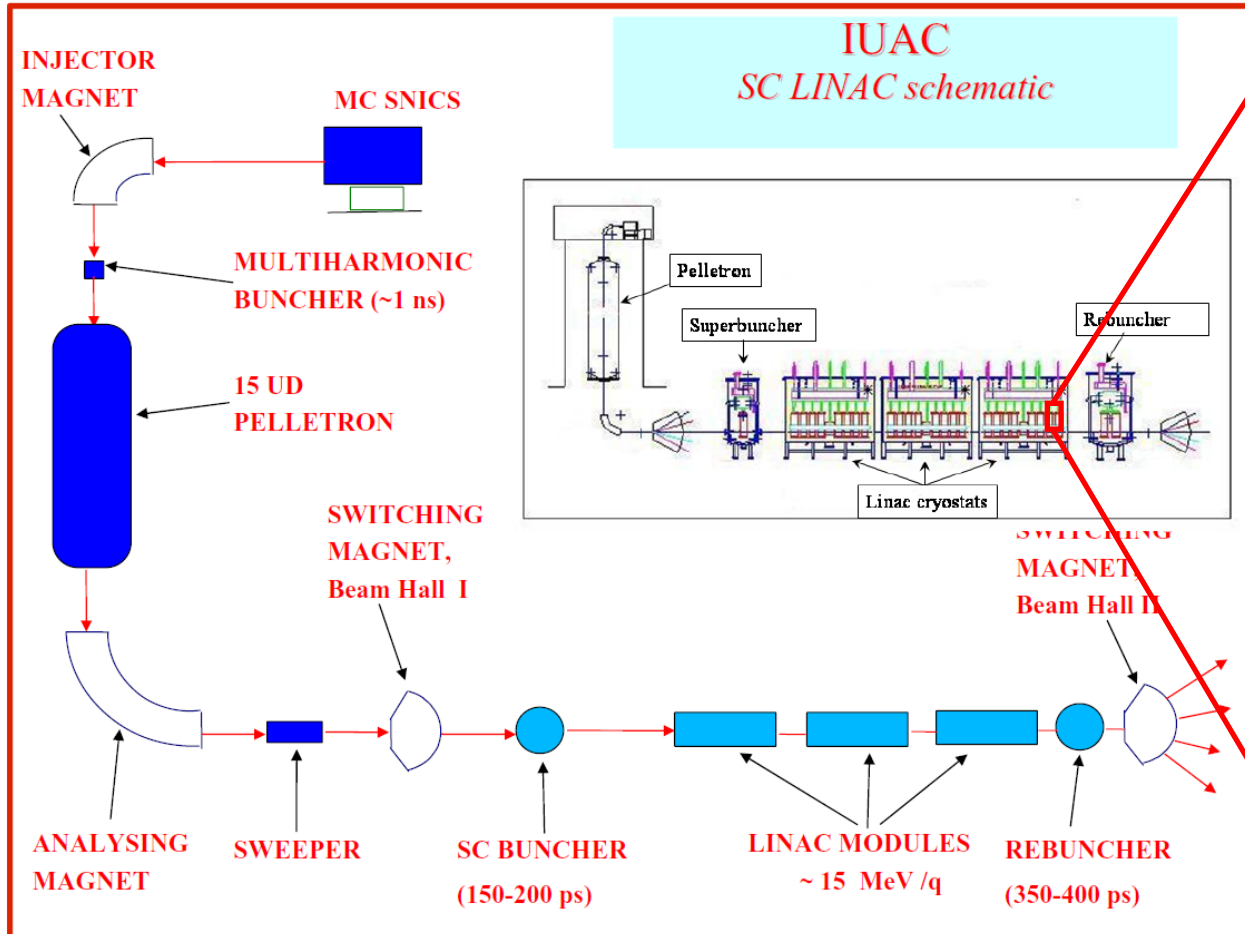 IUAC
SC LINAC schematic
INJECTOR
MAGNET
MC SNICS
MULTIHARMONIC
BUNCHER (~1 ns)
15 UD
PELLETRON
Pelletron
Superbuncher
Rebuncher
Linac cryostats
SWITCHING
MAGNET,
Beam Hall I
SWITCHING
MAGNET,
Beam Hall II
ANALYSING
MAGNET
SWEEPER
SC BUNCHER
(150-200 ps)
LINAC MODULES
~ 15 MeV /q
REBUNCHER
(350-400 ps)